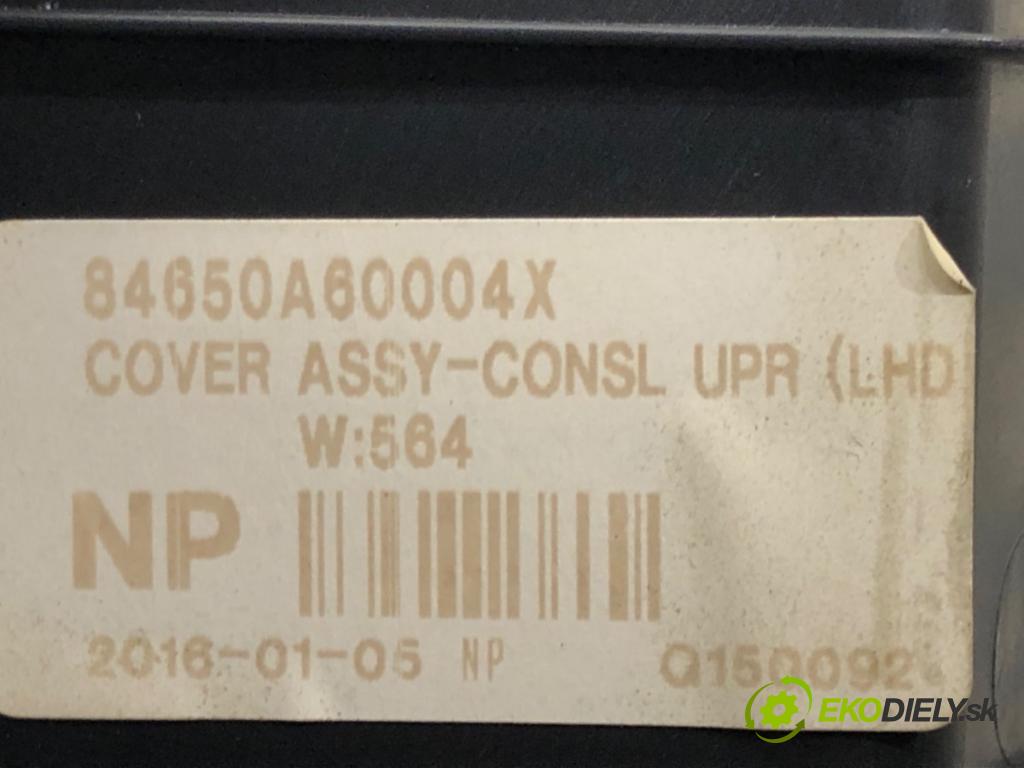 84650A60004X
COVER ASSY-CONSL UPR (LHD
W:564
NP
2016-01-05 NP
EKODIELY.sk